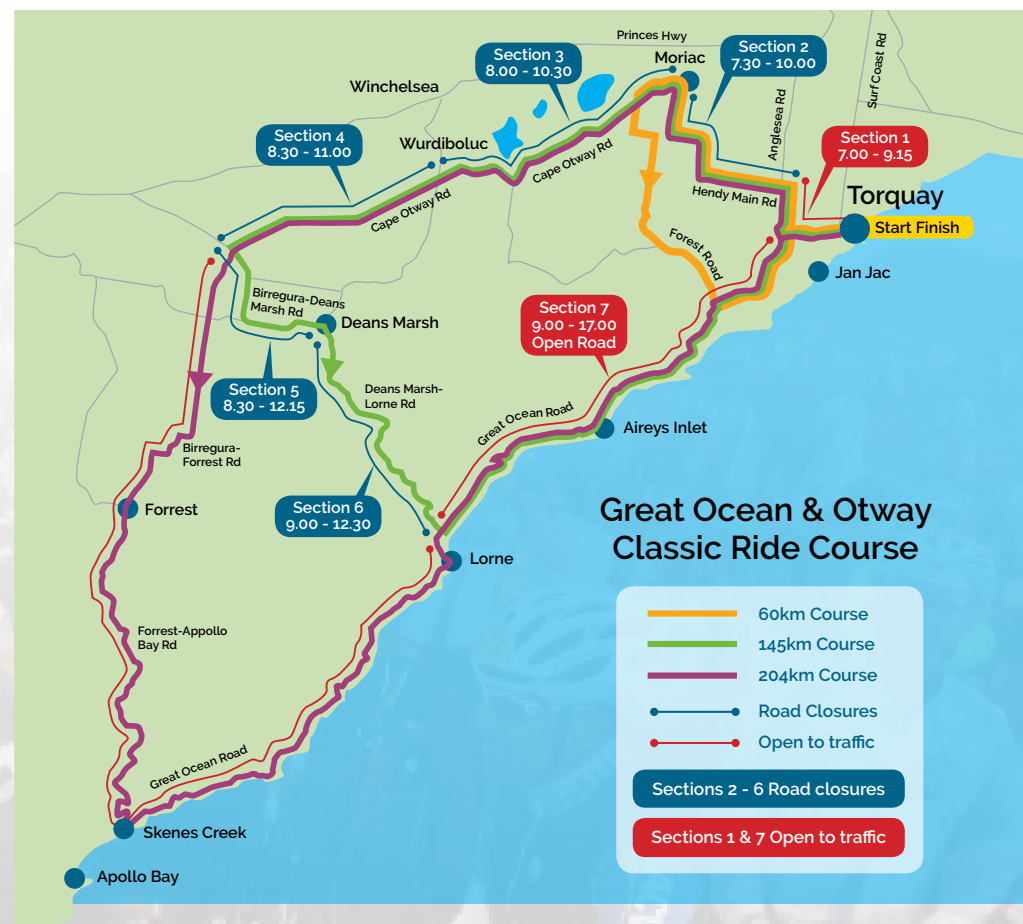 Princes Hwy
Surf Coast Rd
Section 3
8.00 - 10.30
Moriac
Section 2
7.30 - 10.00
Winchelsea
Anglesea Rd
Section 4
8.30 - 11.00
Wurdiboluc
Section 1
7.00 - 9.15
Cape Otway Rd
Cape Otway Rd
Hendy Main Rd
Torquay
Start Finish
Forest Road
Jan Jac
Birregura-Deans
Marsh Rd
Deans Marsh
Section 7
9.00 - 17.00
Open Road
Section 5
8.30 - 12.15
Deans Marsh-
Lorne Rd
Great Ocean Road
Aireys Inlet
Birregura-
Forrest Rd
Section 6
9.00 - 12.30
Forrest
Lorne
Great Ocean & Otway
Classic Ride Course
60km Course
145km Course
204km Course
Road Closures
Open to traffic
Sections 2 - 6 Road closures
Sections 1 & 7 Open to traffic
Forrest-Appollo
Bay Rd
Great Ocean Road
Skenes Creek
Apollo Bay